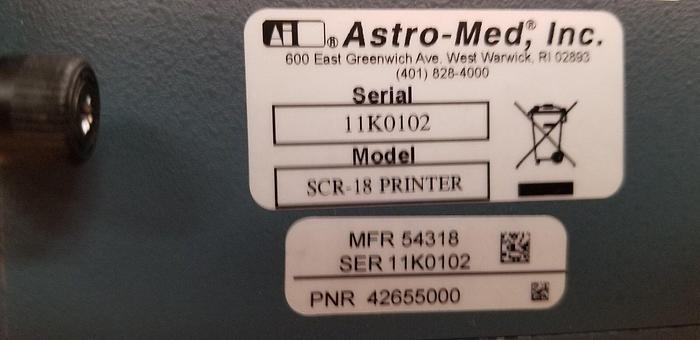 ® Astro-Med®, Inc.
600 East Greenwich Ave. West Warwick, RI 02893
(401) 828-4000
Serial
11K0102
Model
SCR-18 PRINTER
MFR 54318
SER 11K0102
PNR 42655000